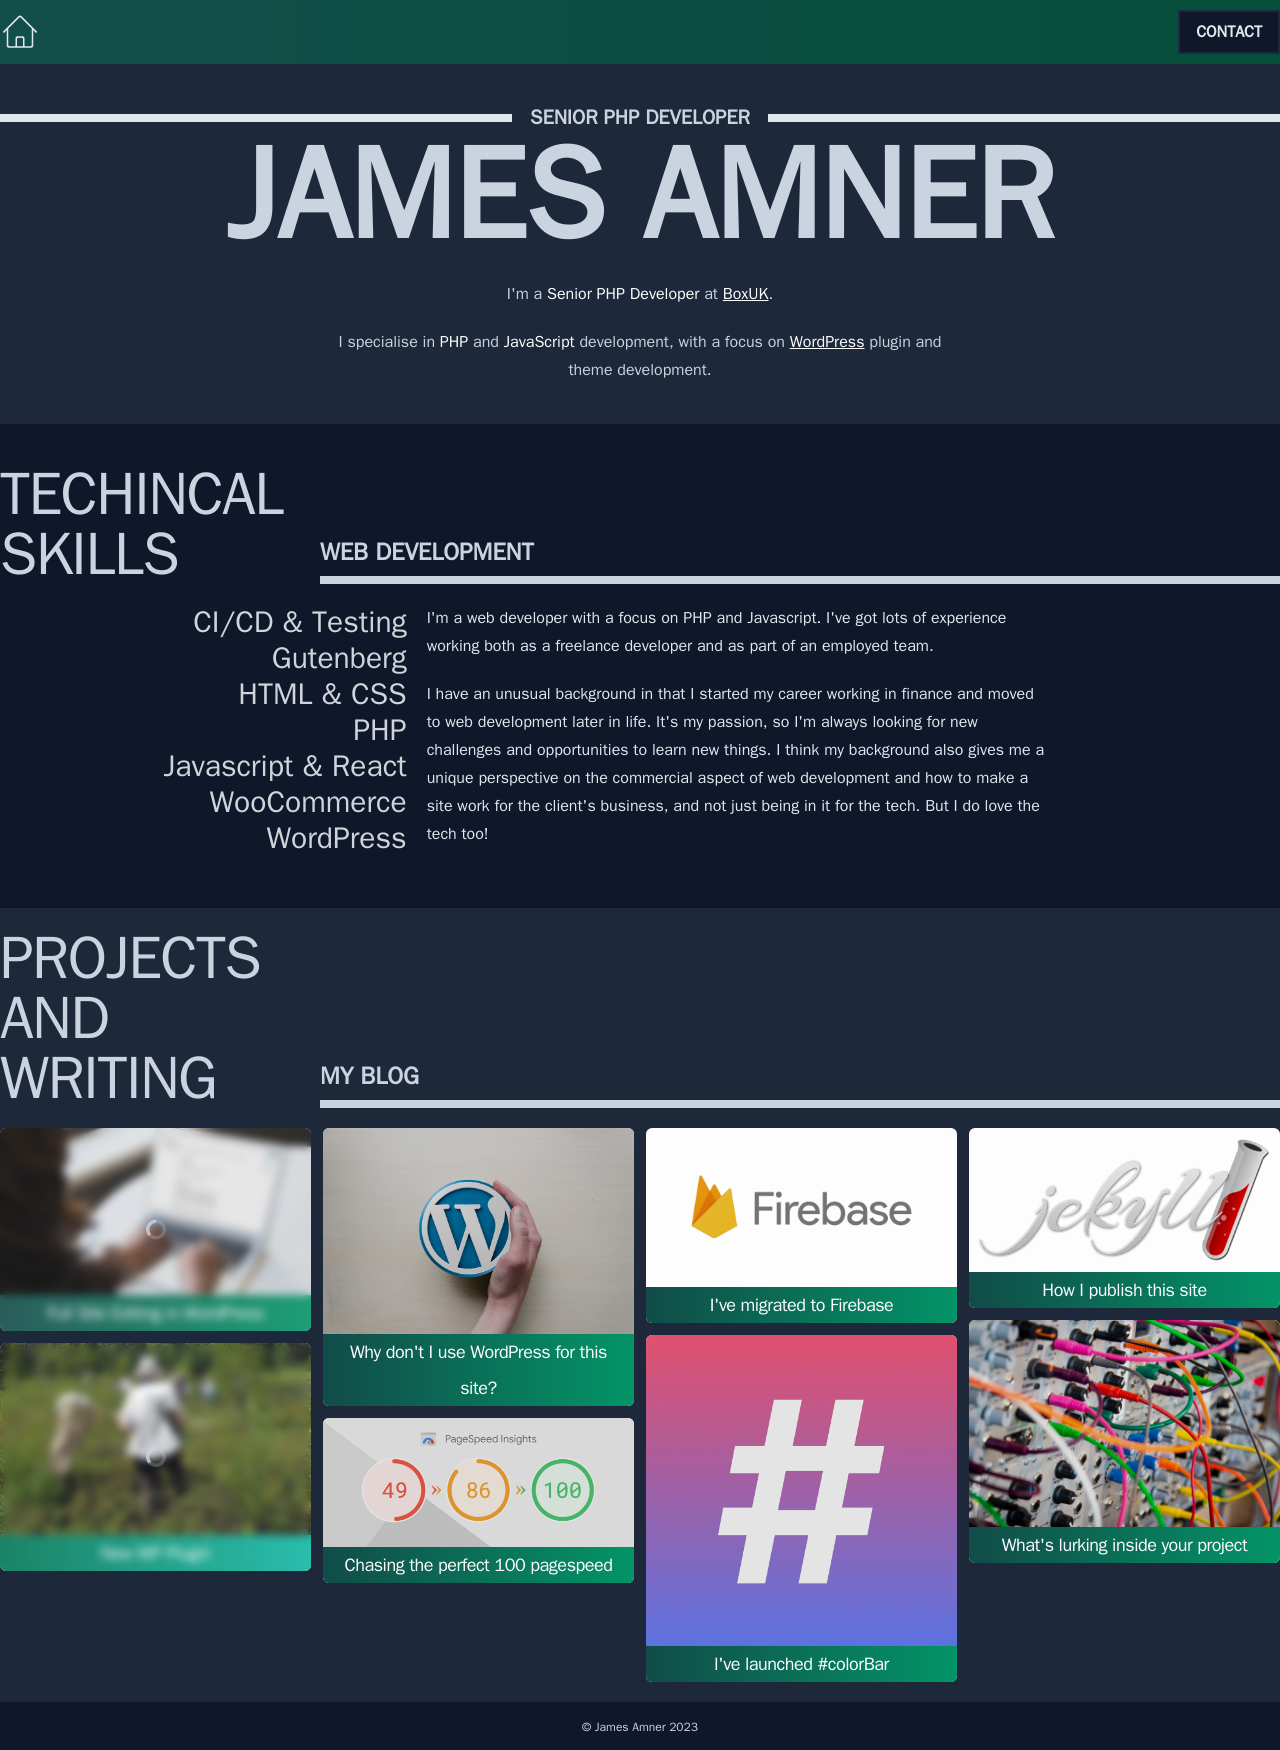 CONTACT
SENIOR PHP DEVELOPER
JAMES AMNER
I'm a Senior PHP Developer at BoxUK.
I specialise in PHP and JavaScript development, with a focus on WordPress plugin and
theme development.
TECHINCAL
SKILLS
WEB DEVELOPMENT
CI/CD & Testing
Gutenberg
HTML & CSS
PHP
Javascript & React
WooCommerce
WordPress
I'm a web developer with a focus on PHP and Javascript. I've got lots of experience
working both as a freelance developer and as part of an employed team.
I have an unusual background in that I started my career working in finance and moved
to web development later in life. It's my passion, so I'm always looking for new
challenges and opportunities to learn new things. I think my background also gives me a
unique perspective on the commercial aspect of web development and how to make a
site work for the client's business, and not just being in it for the tech. But I do love the
tech too!
PROJECTS
AND
WRITING
MY BLOG
Full Site Editing in WordPress
New WP Plugin
W
Why don't I use WordPress for this
site?
PageSpeed Insights
49 » 86 » 100
Chasing the perfect 100 pagespeed
Firebase
I've migrated to Firebase
#
I've launched #colorBar
jekyll
How I publish this site
What's lurking inside your project
© James Amner 2023